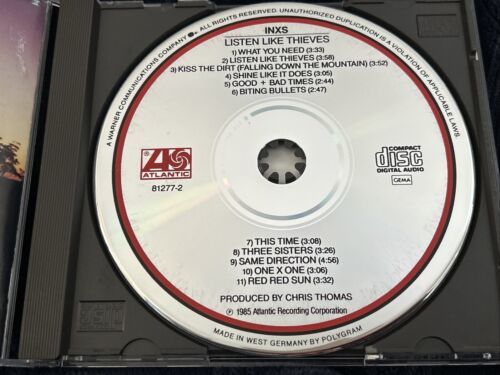 A WARNER COMMUNICATIONS COMPANY ALL RIGHTS RESERVED. UNAUTHORIZED DUPLICATION IS A VIOLATION OF APPLICABLE LAWS.
INXS
LISTEN LIKE THIEVES
1) WHAT YOU NEED (3:33)
2) LISTEN LIKE THIEVES (3:58)
3) KISS THE DIRT (FALLING DOWN THE MOUNTAIN) (3:52)
4) SHINE LIKE IT DOES (3:05)
5) GOOD + BAD TIMES (2:44)
6) BITING BULLETS (2:47)
ATLANTIC
81277-2
COMPACT
disc
DIGITAL AUDIO
GEMA
7) THIS TIME (3:08)
8) THREE SISTERS (3:26)
9) SAME DIRECTION (4:56)
10) ONE X ONE (3:06)
11) RED RED SUN (3:32)
PRODUCED BY CHRIS THOMAS
℗ 1985 Atlantic Recording Corporation
MADE IN WEST GERMANY BY POLYGRAM